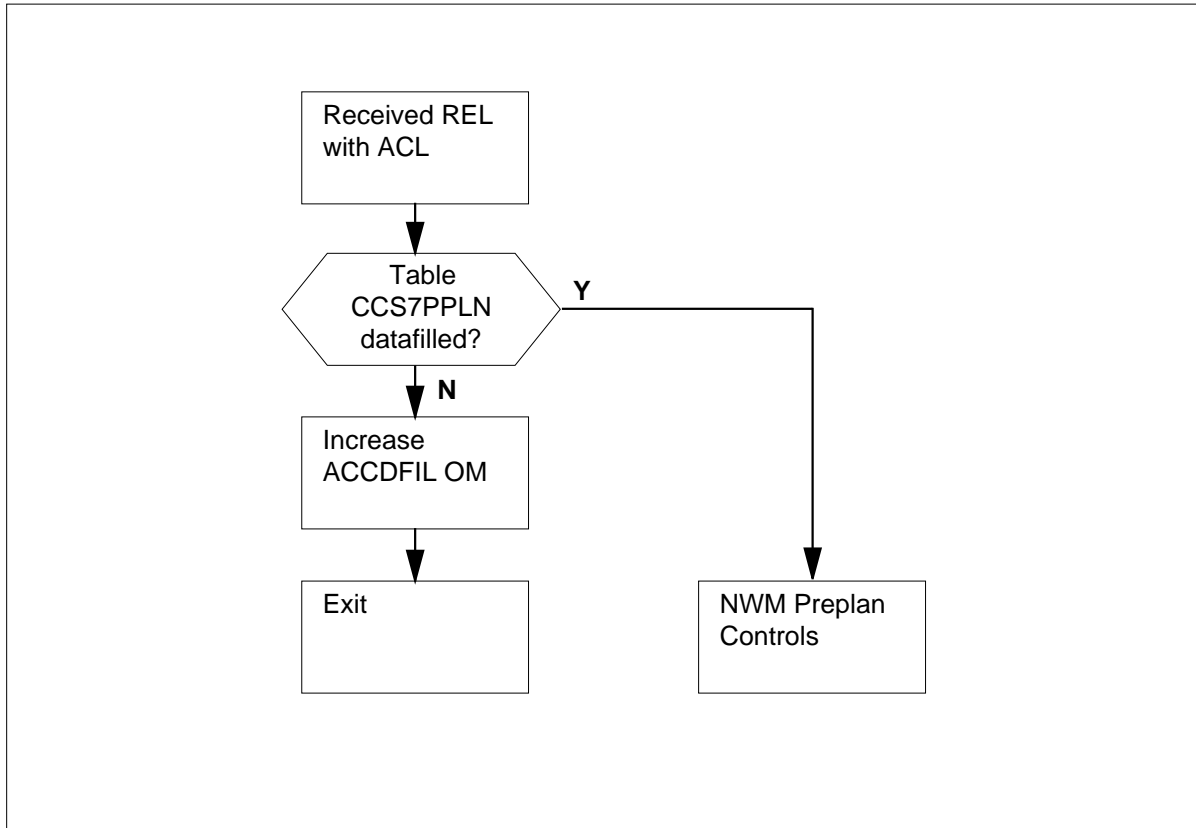 Received REL
with ACL
Table
CCS7PPLN
datafilled?
Y
N
Increase
ACCDFIL OM
Exit
NWM Preplan
Controls